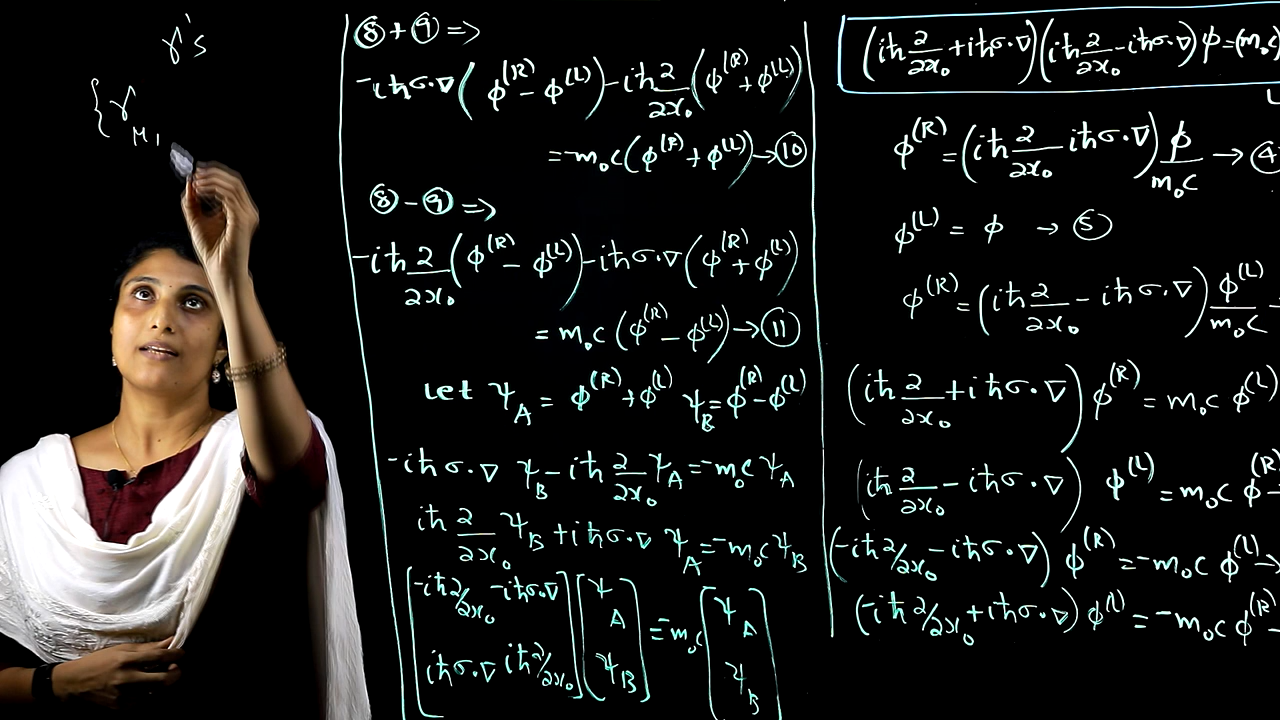 γ's
{γ_μ,
⑧+⑨ =>
-iħσ·∇(ϕ^(R) - ϕ^(L)) - iħ ∂/∂x₀ (ϕ^(R) + ϕ^(L))
= -m₀c(ϕ^(R) + ϕ^(L)) → ⑩
⑧-⑨ =>
-iħ ∂/∂x₀ (ϕ^(R) - ϕ^(L)) - iħσ·∇(ϕ^(R) + ϕ^(L))
= m₀c(ϕ^(R) - ϕ^(L)) → ⑪
Let ψ_A = ϕ^(R) + ϕ^(L) ψ_B = ϕ^(R) - ϕ^(L)
-iħσ·∇ ψ_B - iħ ∂/∂x₀ ψ_A = -m₀c ψ_A
iħ ∂/∂x₀ ψ_B + iħσ·∇ ψ_A = -m₀c ψ_B
[-iħ∂/∂x₀ -iħσ·∇] [ψ_A] = -m₀c [ψ_A]
[iħσ·∇ iħ∂/∂x₀] [ψ_B] [ψ_B]
(iħ ∂/∂x₀ + iħσ·∇)(iħ ∂/∂x₀ - iħσ·∇)ϕ = (m₀c
ϕ^(R) = (iħ ∂/∂x₀ - iħσ·∇) ϕ/m₀c → ④
ϕ^(L) = ϕ → ⑤
ϕ^(R) = (iħ ∂/∂x₀ - iħσ·∇) ϕ^(L)/m₀c -
(iħ ∂/∂x₀ + iħσ·∇) ϕ^(R) = m₀c ϕ^(L)
(iħ ∂/∂x₀ - iħσ·∇) ϕ^(L) = m₀c ϕ^(R) -
(-iħ∂/∂x₀ - iħσ·∇) ϕ^(R) = -m₀c ϕ^(L) →
(-iħ∂/∂x₀ + iħσ·∇) ϕ^(L) = -m₀c ϕ^(R) -